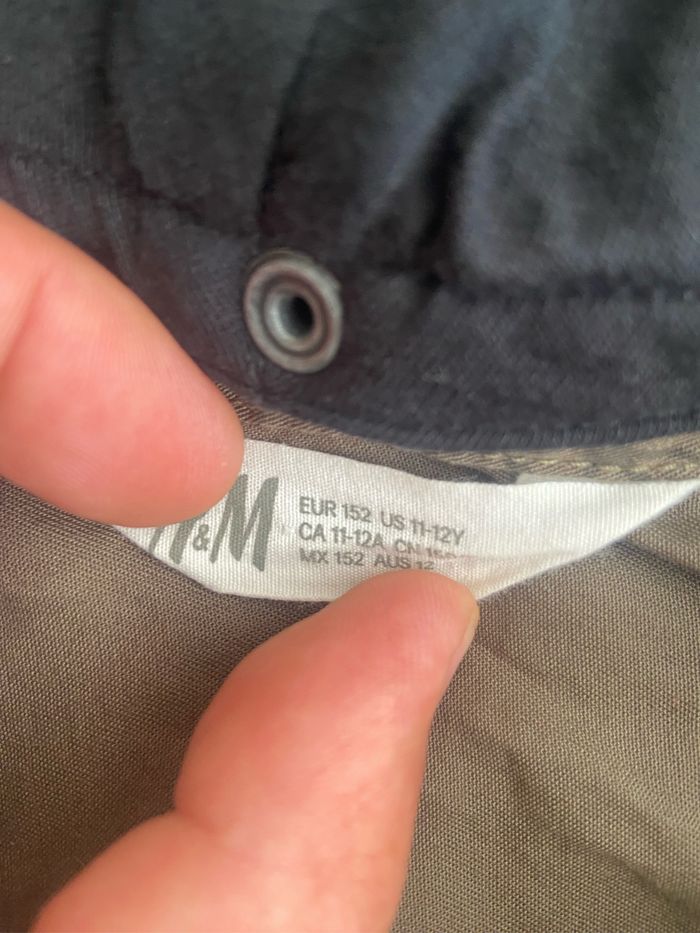 H&M
EUR 152 US 11-12Y
CA 11-12A CN
MX 152 AUS 12